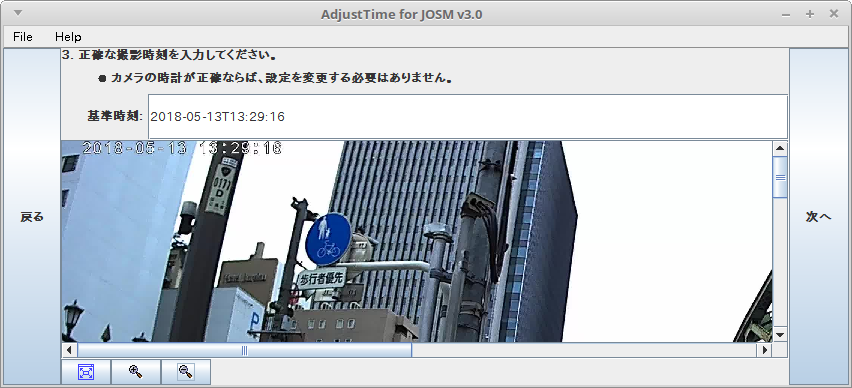 AdjustTime for JOSM v3.0
File Help
3. 正確な撮影時刻を入力してください。
● カメラの時計が正確ならば、設定を変更する必要はありません。
基準時刻: 2018-05-13T13:29:16
2018-05-13 13:29:16
0171
D
歩行者優先
P
戻る
次へ